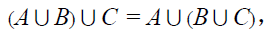 (A ∪ B) ∪ C = A ∪ (B ∪ C),